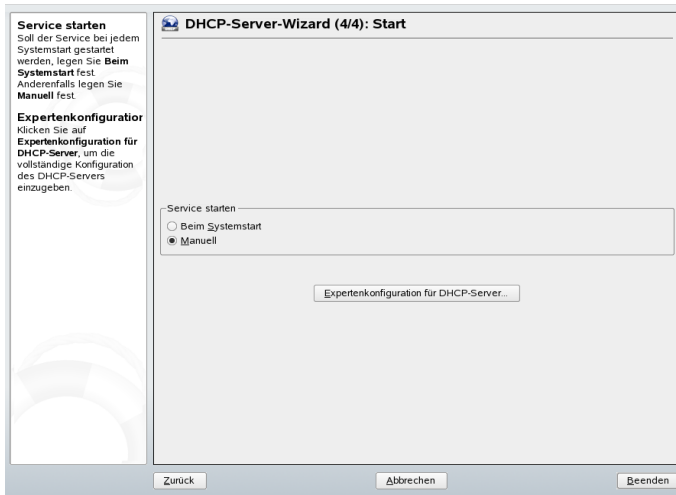 Service starten
Soll der Service bei jedem
Systemstart gestartet
werden, legen Sie Beim
Systemstart fest.
Anderenfalls legen Sie
Manuell fest.
Expertenkonfiguration
Klicken Sie auf
Expertenkonfiguration für
DHCP-Server, um die
vollständige Konfiguration
des DHCP-Servers
einzugeben.
DHCP-Server-Wizard (4/4): Start
Service starten
Beim Systemstart
Manuell
Expertenkonfiguration für DHCP-Server...
Zurück
Abbrechen
Beenden